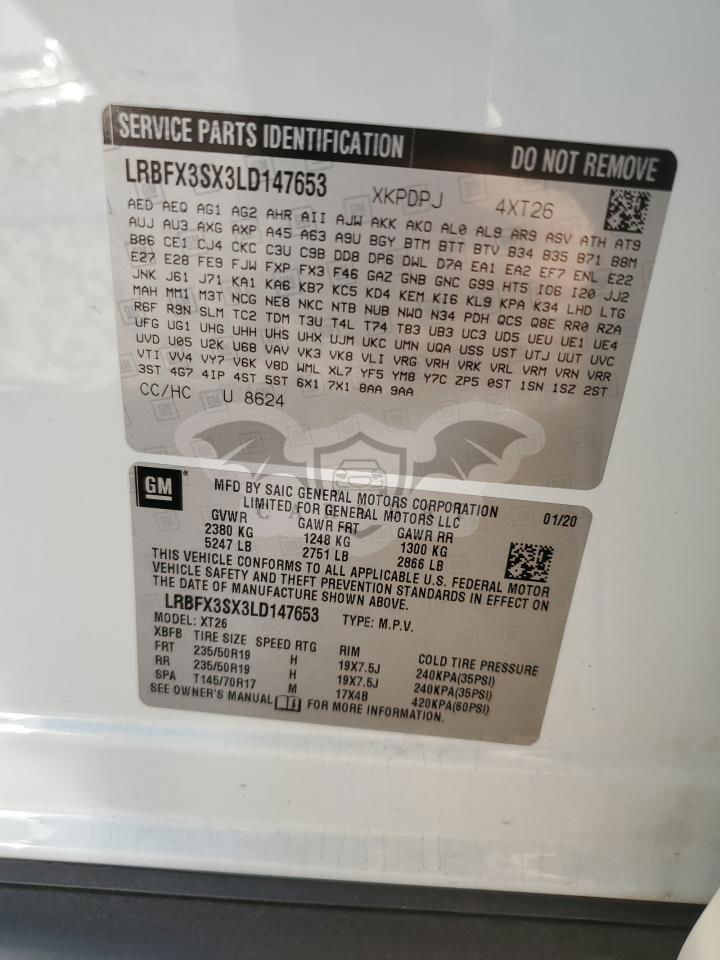 SERVICE PARTS IDENTIFICATION DO NOT REMOVE
LRBFX3SX3LD147653 XKPDPJ 4XT26
AED AEQ AG1 AG2 AHR AII AJW AKK AKO AL0 AL9 AR9 ASV ATH AT9
AUJ AU3 AXG AXP A45 A63 A9U BGY BTM BTT BTV B34 B35 B71 B8M
B86 CE1 CJ4 CKC C3U C9B DD8 DP6 DWL D7A EA1 EA2 EF7 ENL E22
E27 E28 FE9 FJW FXP FX3 F46 GAZ GNB GNC G99 HT5 IO6 I20 JJ2
JNK J61 J71 KA1 KA6 KB7 KC5 KD4 KEM KI6 KL9 KPA K34 LHD LTG
MAH MM1 M3T NCG NE8 NKC NTB NUB NWO N34 PDH QCS Q8E RR0 RZA
R6F R9N SLM TC2 TDM T3U T4L T74 T83 UB3 UC3 UD5 UEU UE1 UE4
UFG UG1 UHG UHH UHS UHX UJM UKC UMN UQA USS UST UTJ UUT UVC
UVD U05 U2K U6B VAV VK3 VK8 VLI VRG VRH VRK VRL VRM VRN VRR
VTI VV4 VY7 V6K V8D WML XL7 YF5 YM8 Y7C ZP5 0ST 1SN 1SZ 2ST
3ST 4G7 4IP 4ST 5ST 6X1 7X1 8AA 9AA
CC/HC U 8624
GM MFD BY SAIC GENERAL MOTORS CORPORATION
LIMITED FOR GENERAL MOTORS LLC 01/20
GVWR GAWR FRT GAWR RR
2380 KG 1248 KG 1300 KG
5247 LB 2751 LB 2866 LB
THIS VEHICLE CONFORMS TO ALL APPLICABLE U.S. FEDERAL MOTOR
VEHICLE SAFETY AND THEFT PREVENTION STANDARDS IN EFFECT ON
THE DATE OF MANUFACTURE SHOWN ABOVE.
LRBFX3SX3LD147653 TYPE: M.P.V.
MODEL: XT26
XBFB TIRE SIZE SPEED RTG RIM COLD TIRE PRESSURE
FRT 235/50R19 H 19X7.5J 240KPA(35PSI)
RR 235/50R19 H 19X7.5J 240KPA(35PSI)
SPA T145/70R17 M 17X4B 420KPA(60PSI)
SEE OWNER'S MANUAL FOR MORE INFORMATION.